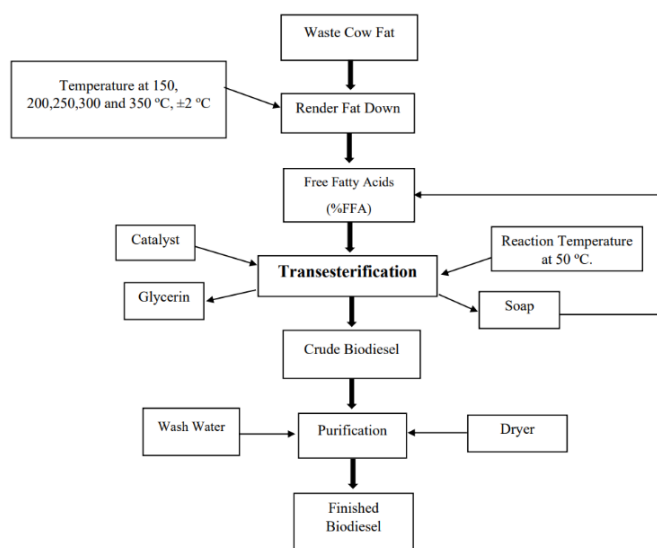 Waste Cow Fat
Temperature at 150,
200,250,300 and 350 ºC, ±2 ºC
Render Fat Down
Free Fatty Acids
(%FFA)
Catalyst
Reaction Temperature
at 50 ºC.
Transesterification
Glycerin
Soap
Crude Biodiesel
Wash Water
Purification
Dryer
Finished
Biodiesel